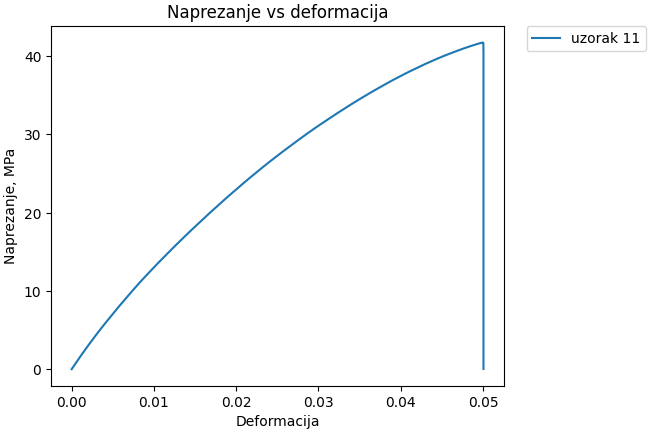 Naprezanje vs deformacija
uzorak 11
Naprezanje, MPa
40
30
20
10
0
0.00 0.01 0.02 0.03 0.04 0.05
Deformacija